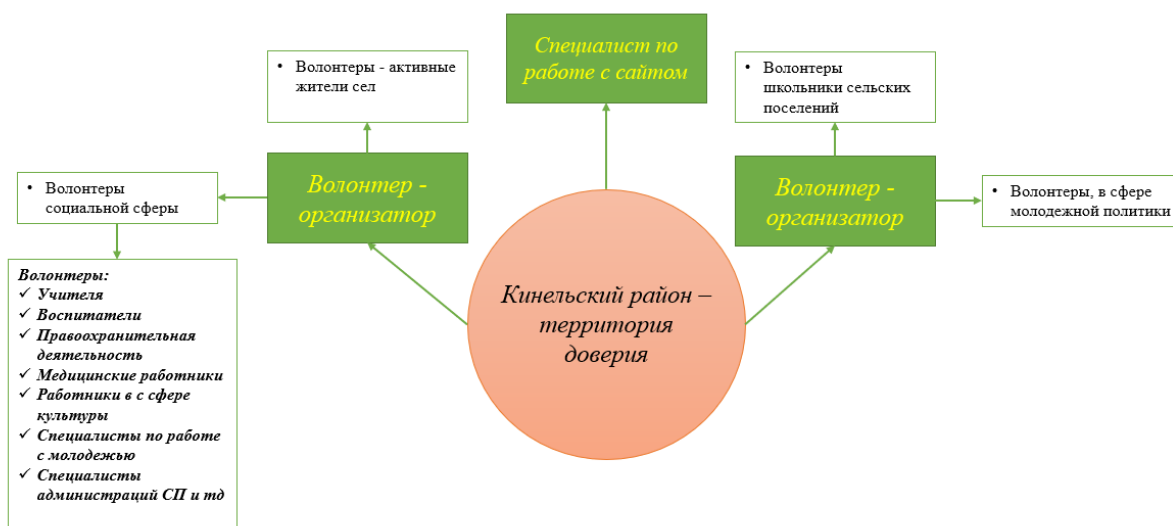 Специалист по
работе с сайтом
• Волонтеры - активные
жители сел
• Волонтеры
школьники сельских
поселений
Волонтер -
организатор
Волонтер -
организатор
• Волонтеры
социальной сферы
• Волонтеры, в сфере
молодежной политики
Кинельский район –
территория
доверия
Волонтеры:
✓ Учителя
✓ Воспитатели
✓ Правоохранительная
деятельность
✓ Медицинские работники
✓ Работники в с сфере
культуры
✓ Специалисты по работе
с молодежью
✓ Специалисты
администраций СП и тд